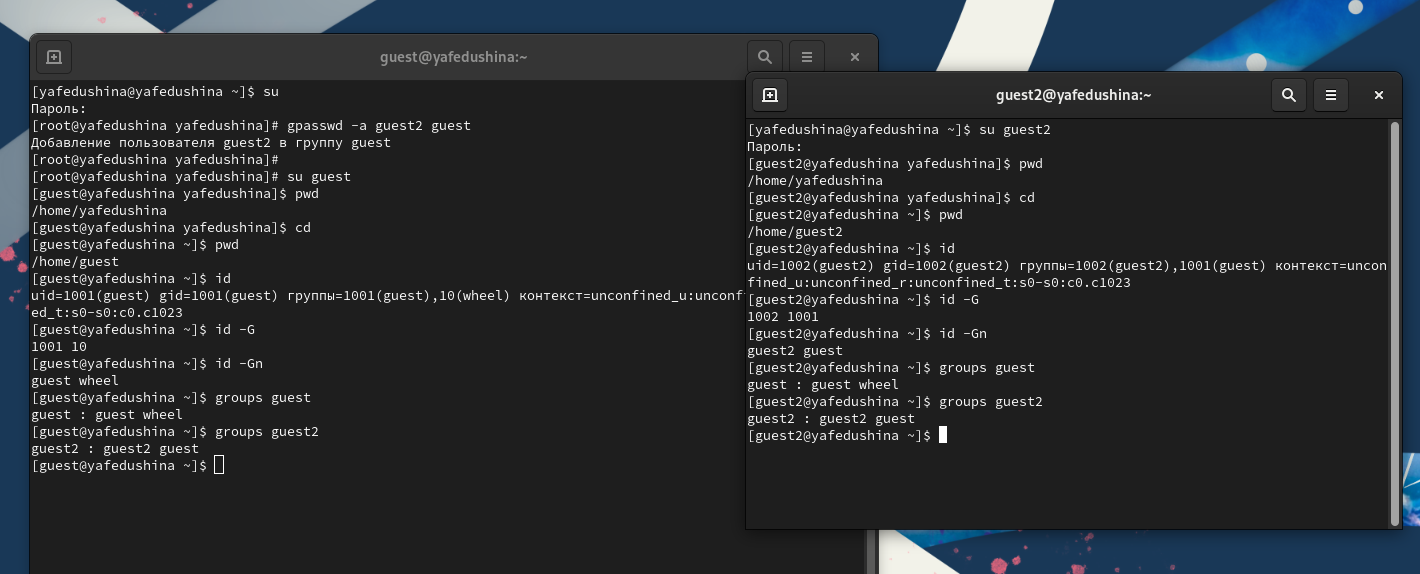 guest@yafedushina:~
[yafedushina@yafedushina ~]$ su
Пароль:
[root@yafedushina yafedushina]# gpasswd -a guest2 guest
Добавление пользователя guest2 в группу guest
[root@yafedushina yafedushina]#
[root@yafedushina yafedushina]# su guest
[guest@yafedushina yafedushina]$ pwd
/home/yafedushina
[guest@yafedushina yafedushina]$ cd
[guest@yafedushina ~]$ pwd
/home/guest
[guest@yafedushina ~]$ id
uid=1001(guest) gid=1001(guest) группы=1001(guest),10(wheel) контекст=unconfined_u:unconf
ed_t:s0-s0:c0.c1023
[guest@yafedushina ~]$ id -G
1001 10
[guest@yafedushina ~]$ id -Gn
guest wheel
[guest@yafedushina ~]$ groups guest
guest : guest wheel
[guest@yafedushina ~]$ groups guest2
guest2 : guest2 guest
[guest@yafedushina ~]$
guest2@yafedushina:~
[yafedushina@yafedushina ~]$ su guest2
Пароль:
[guest2@yafedushina yafedushina]$ pwd
/home/yafedushina
[guest2@yafedushina yafedushina]$ cd
[guest2@yafedushina ~]$ pwd
/home/guest2
[guest2@yafedushina ~]$ id
uid=1002(guest2) gid=1002(guest2) группы=1002(guest2),1001(guest) контекст=uncon
fined_u:unconfined_r:unconfined_t:s0-s0:c0.c1023
[guest2@yafedushina ~]$ id -G
1002 1001
[guest2@yafedushina ~]$ id -Gn
guest2 guest
[guest2@yafedushina ~]$ groups guest
guest : guest wheel
[guest2@yafedushina ~]$ groups guest2
guest2 : guest2 guest
[guest2@yafedushina ~]$